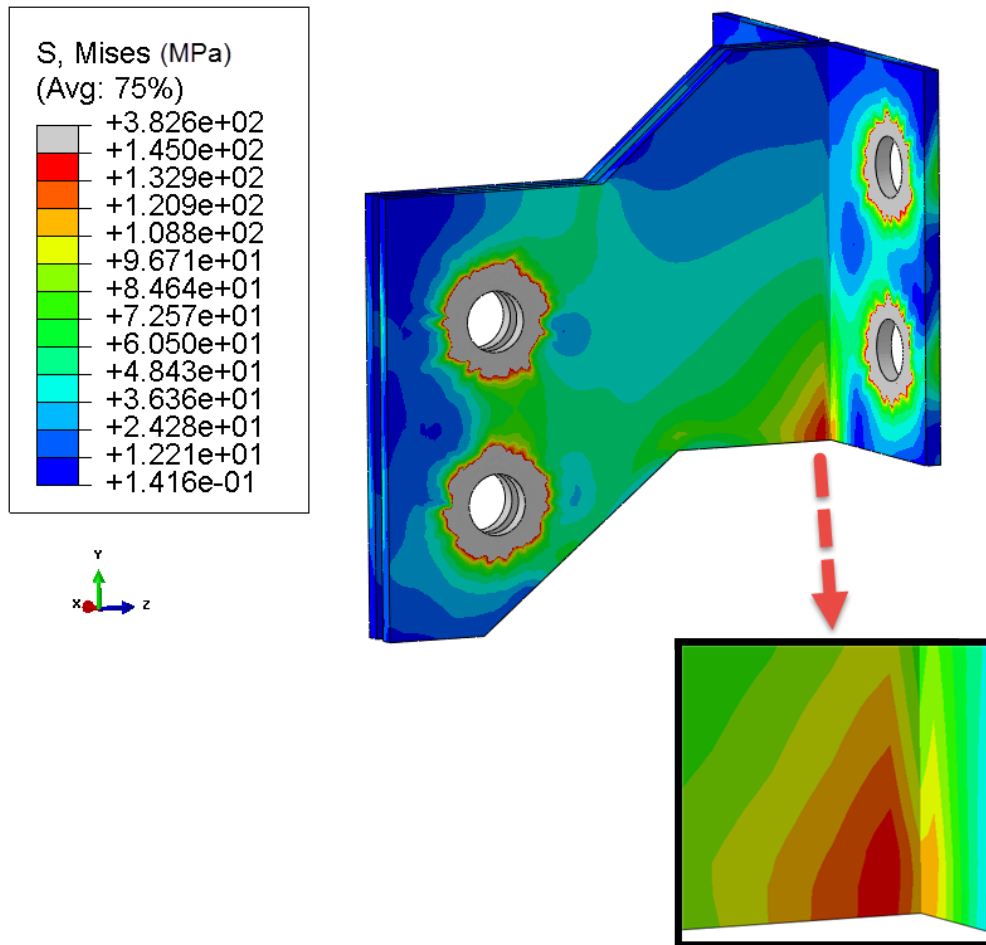 S, Mises (MPa)
(Avg: 75%)
+3.826e+02
+1.450e+02
+1.329e+02
+1.209e+02
+1.088e+02
+9.671e+01
+8.464e+01
+7.257e+01
+6.050e+01
+4.843e+01
+3.636e+01
+2.428e+01
+1.221e+01
+1.416e-01
Y
X
Z